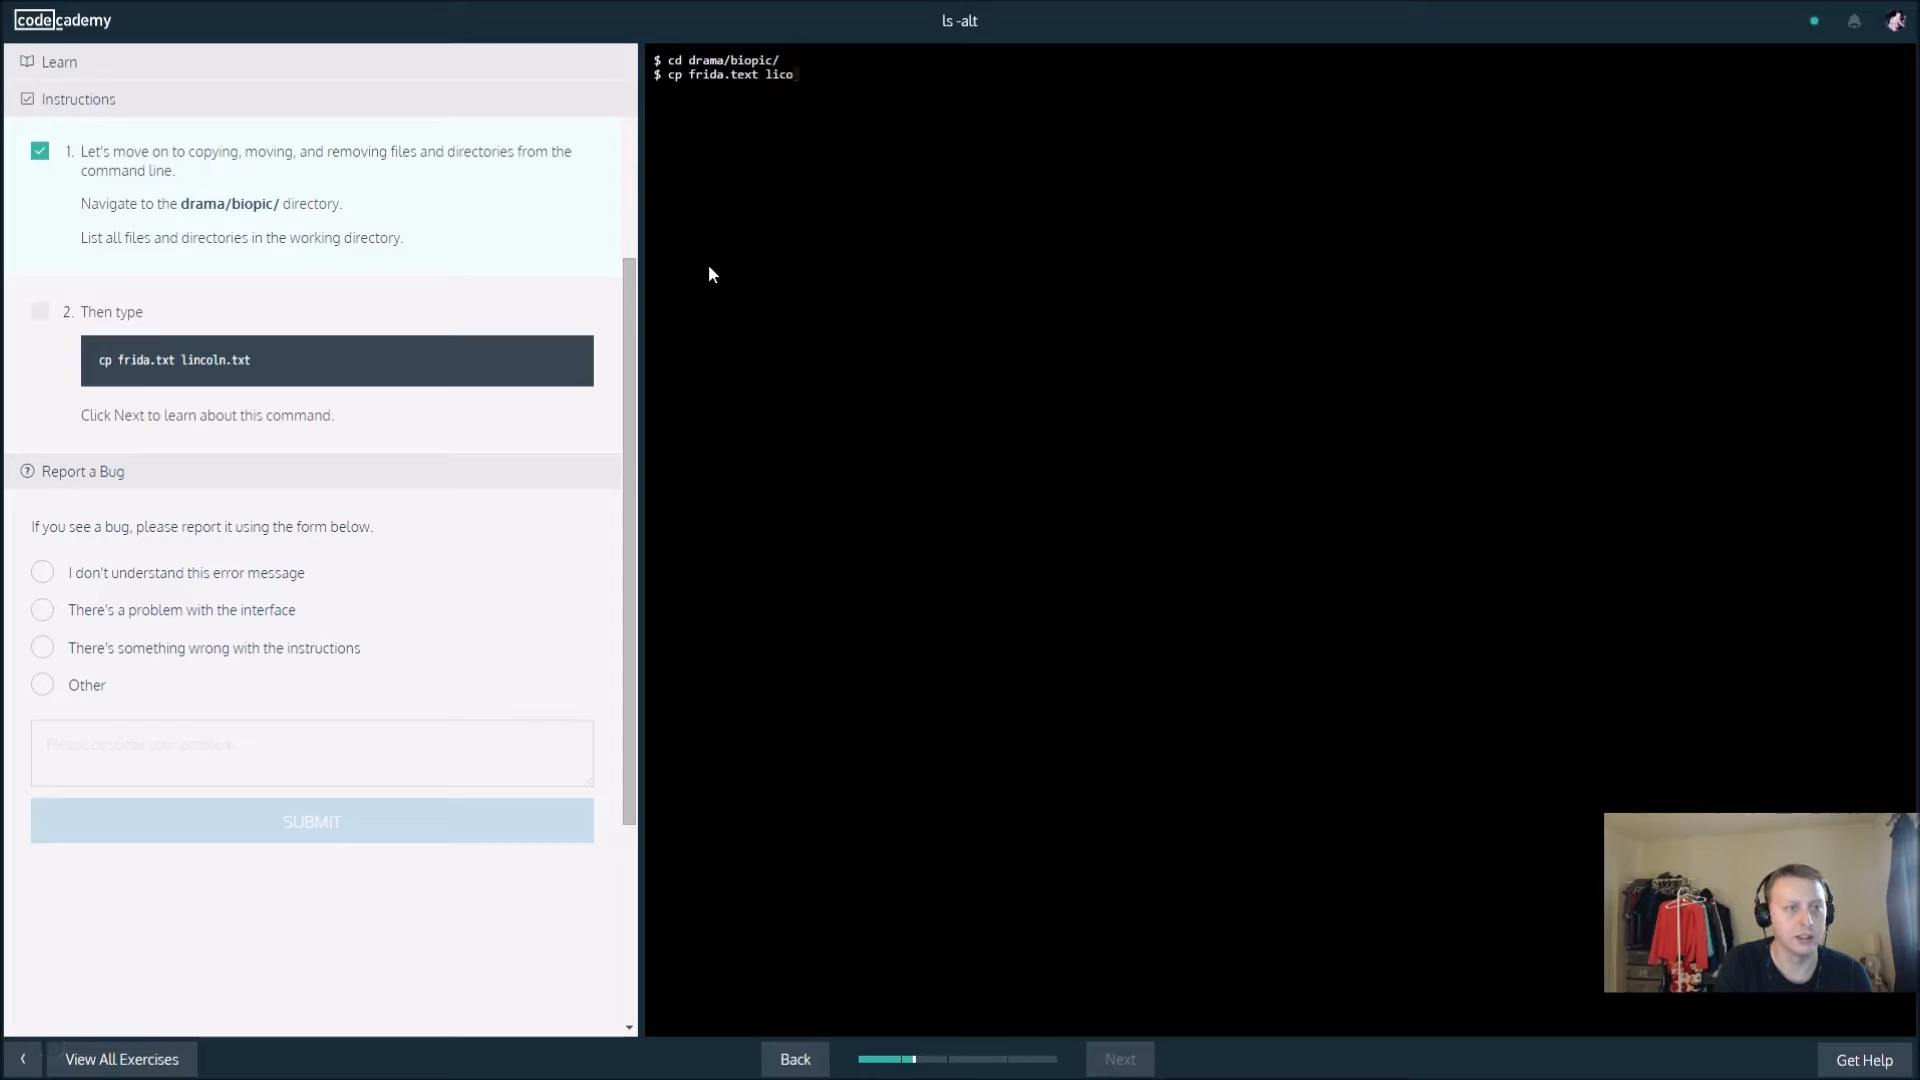 codecademy
ls -alt
Learn
Instructions
1. Let's move on to copying, moving, and removing files and directories from the
command line.
Navigate to the drama/biopic/ directory.
List all files and directories in the working directory.
2. Then type
cp frida.txt lincoln.txt
Click Next to learn about this command.
Report a Bug
If you see a bug, please report it using the form below.
I don't understand this error message
There's a problem with the interface
There's something wrong with the instructions
Other
Please describe your problem...
SUBMIT
$ cd drama/biopic/
$ cp frida.text lico
View All Exercises
Back
Next
Get Help